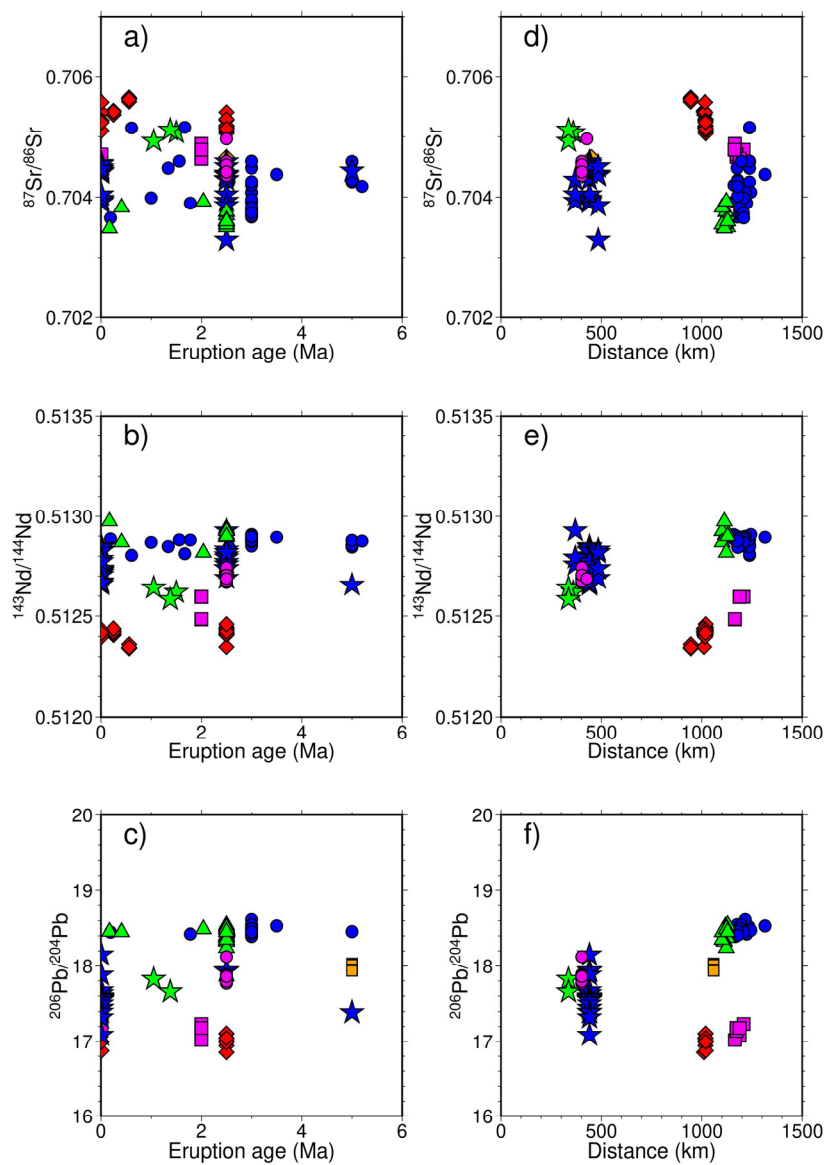 a)
0.706
0.704
0.702
⁸⁷Sr/⁸⁶Sr
0 2 4 6
Eruption age (Ma)
d)
0.706
0.704
0.702
⁸⁷Sr/⁸⁶Sr
0 500 1000 1500
Distance (km)
b)
0.5135
0.5130
0.5125
0.5120
¹⁴³Nd/¹⁴⁴Nd
0 2 4 6
Eruption age (Ma)
e)
0.5135
0.5130
0.5125
0.5120
¹⁴³Nd/¹⁴⁴Nd
0 500 1000 1500
Distance (km)
c)
20
19
18
17
16
²⁰⁶Pb/²⁰⁴Pb
0 2 4 6
Eruption age (Ma)
f)
20
19
18
17
16
²⁰⁶Pb/²⁰⁴Pb
0 500 1000 1500
Distance (km)